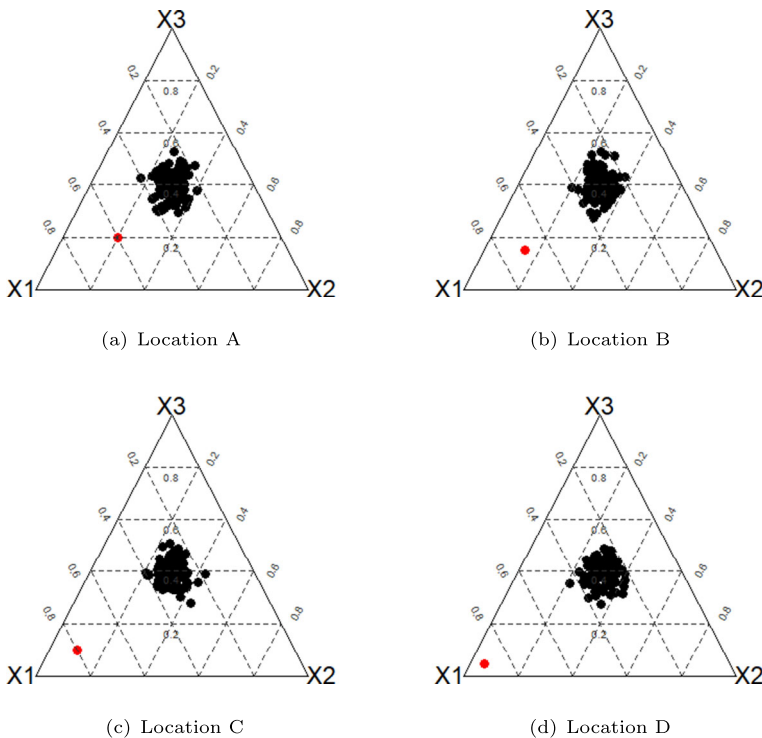 X3
X3
0.2 0.2 0.2 0.2
0.8 0.8
0.4 0.4 0.4 0.4
0.6 0.6
0.6 0.8 0.6 0.8
0.4 0.4
0.8 0.8
0.2 0.2
X1 X2 X1 X2
(a) Location A
(b) Location B
X3
X3
0.2 0.2 0.2 0.2
0.8 0.8
0.4 0.4 0.4 0.4
0.6 0.6
0.6 0.8 0.6 0.8
0.4 0.4
0.8 0.8
0.2 0.2
X1 X2 X1 X2
(c) Location C
(d) Location D